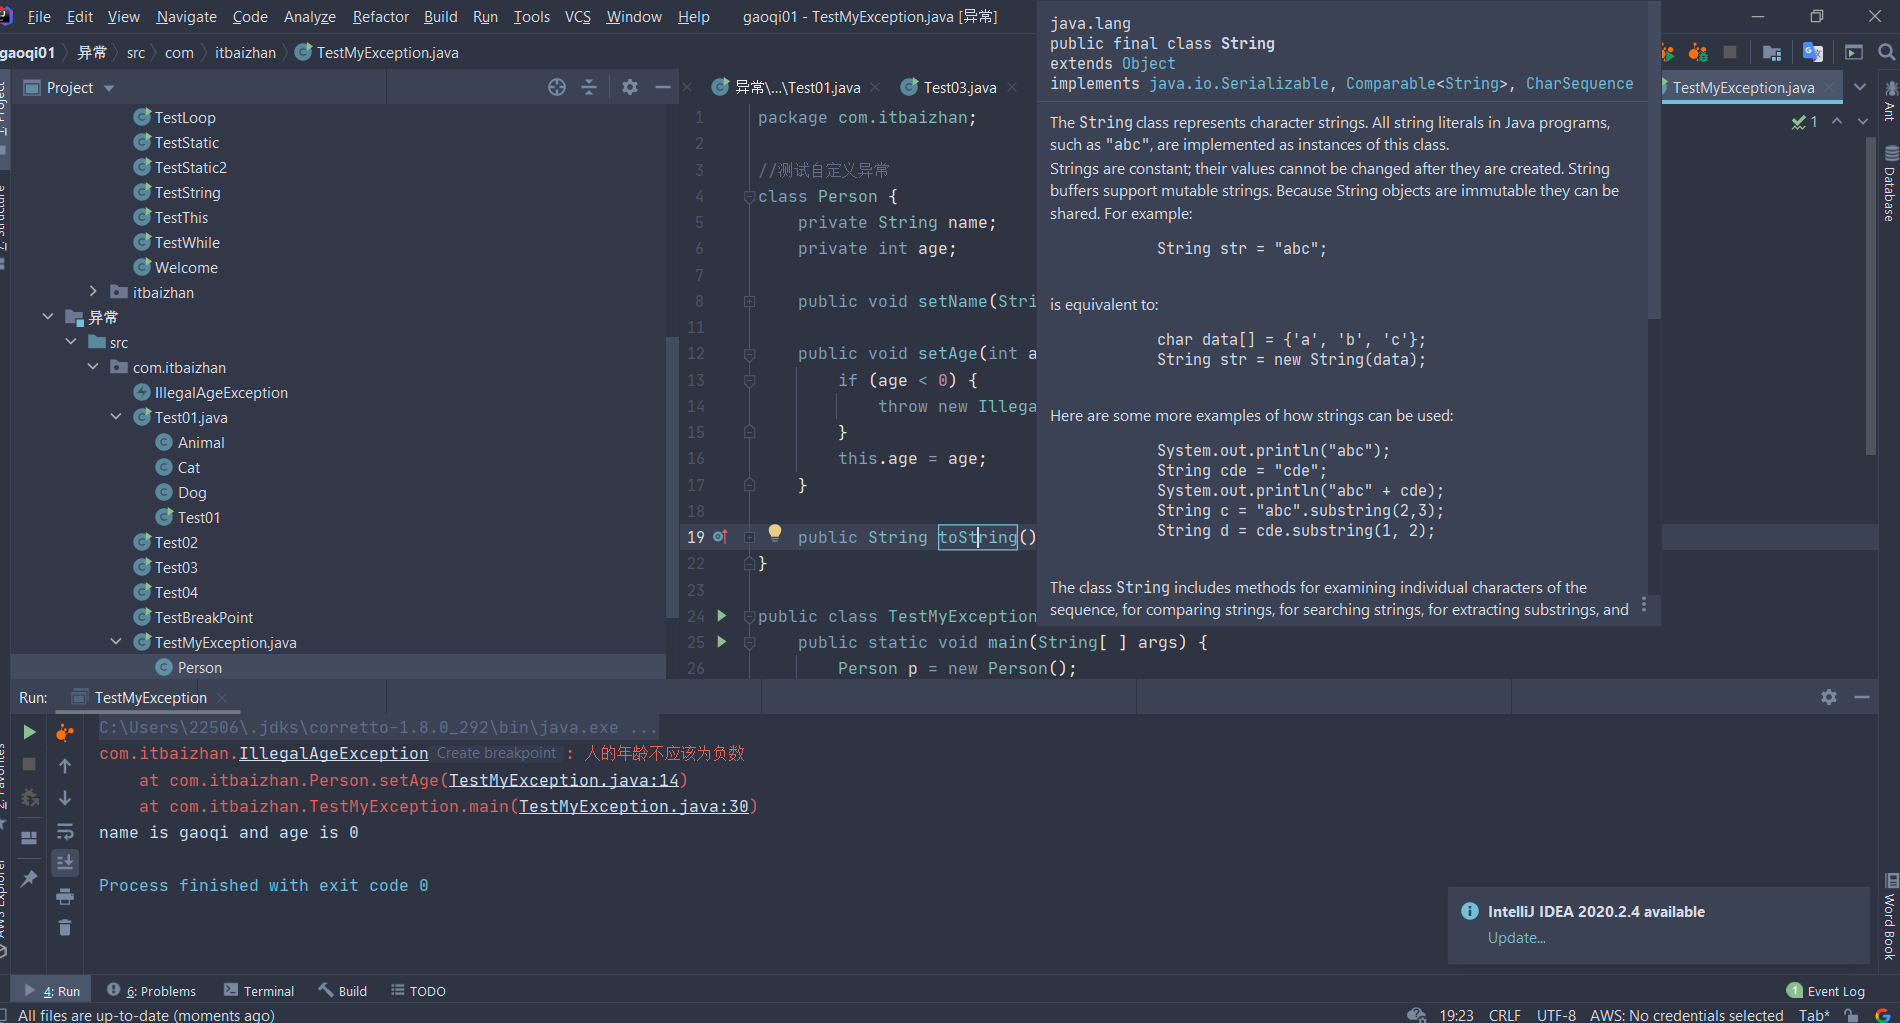 File Edit View Navigate Code Analyze Refactor Build Run Tools VCS Window Help gaoqi01 - TestMyException.java [异常]
gaoqi01 异常 src com itbaizhan TestMyException.java
Project
异常\...\Test01.java Test03.java TestMyException.java
TestLoop
TestStatic
TestStatic2
TestString
TestThis
TestWhile
Welcome
itbaizhan
异常
src
com.itbaizhan
IllegalAgeException
Test01.java
Animal
Cat
Dog
Test01
Test02
Test03
Test04
TestBreakPoint
TestMyException.java
Person
1 package com.itbaizhan;
2
3 //测试自定义异常
4 class Person {
5 private String name;
6 private int age;
7
8 public void setName(Stri
11
12 public void setAge(int a
13 if (age < 0) {
14 throw new Illega
15 }
16 this.age = age;
17 }
18
19 public String toString()
22 }
23
24 public class TestMyException
25 public static void main(String[ ] args) {
26 Person p = new Person();
java.lang
public final class String
extends Object
implements java.io.Serializable, Comparable<String>, CharSequence
The String class represents character strings. All string literals in Java programs,
such as "abc", are implemented as instances of this class.
Strings are constant; their values cannot be changed after they are created. String
buffers support mutable strings. Because String objects are immutable they can be
shared. For example:
String str = "abc";
is equivalent to:
char data[] = {'a', 'b', 'c'};
String str = new String(data);
Here are some more examples of how strings can be used:
System.out.println("abc");
String cde = "cde";
System.out.println("abc" + cde);
String c = "abc".substring(2,3);
String d = cde.substring(1, 2);
The class String includes methods for examining individual characters of the
sequence, for comparing strings, for searching strings, for extracting substrings, and
1
Ant
Database
Word Book
Run: TestMyException
C:\Users\22506\.jdks\corretto-1.8.0_292\bin\java.exe ...
com.itbaizhan.IllegalAgeException Create breakpoint : 人的年龄不应该为负数
at com.itbaizhan.Person.setAge(TestMyException.java:14)
at com.itbaizhan.TestMyException.main(TestMyException.java:30)
name is gaoqi and age is 0
Process finished with exit code 0
IntelliJ IDEA 2020.2.4 available
Update...
4: Run 6: Problems Terminal Build TODO 1 Event Log
All files are up-to-date (moments ago) 19:23 CRLF UTF-8 AWS: No credentials selected Tab*